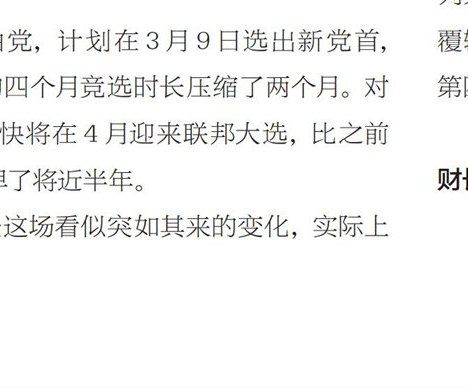 党，计划在3月9日选出新党首，
四个月竞选时长压缩了两个月。对
快将在4月迎来联邦大选，比之前
早了将近半年。
这场看似突如其来的变化，实际上
覆
第
财